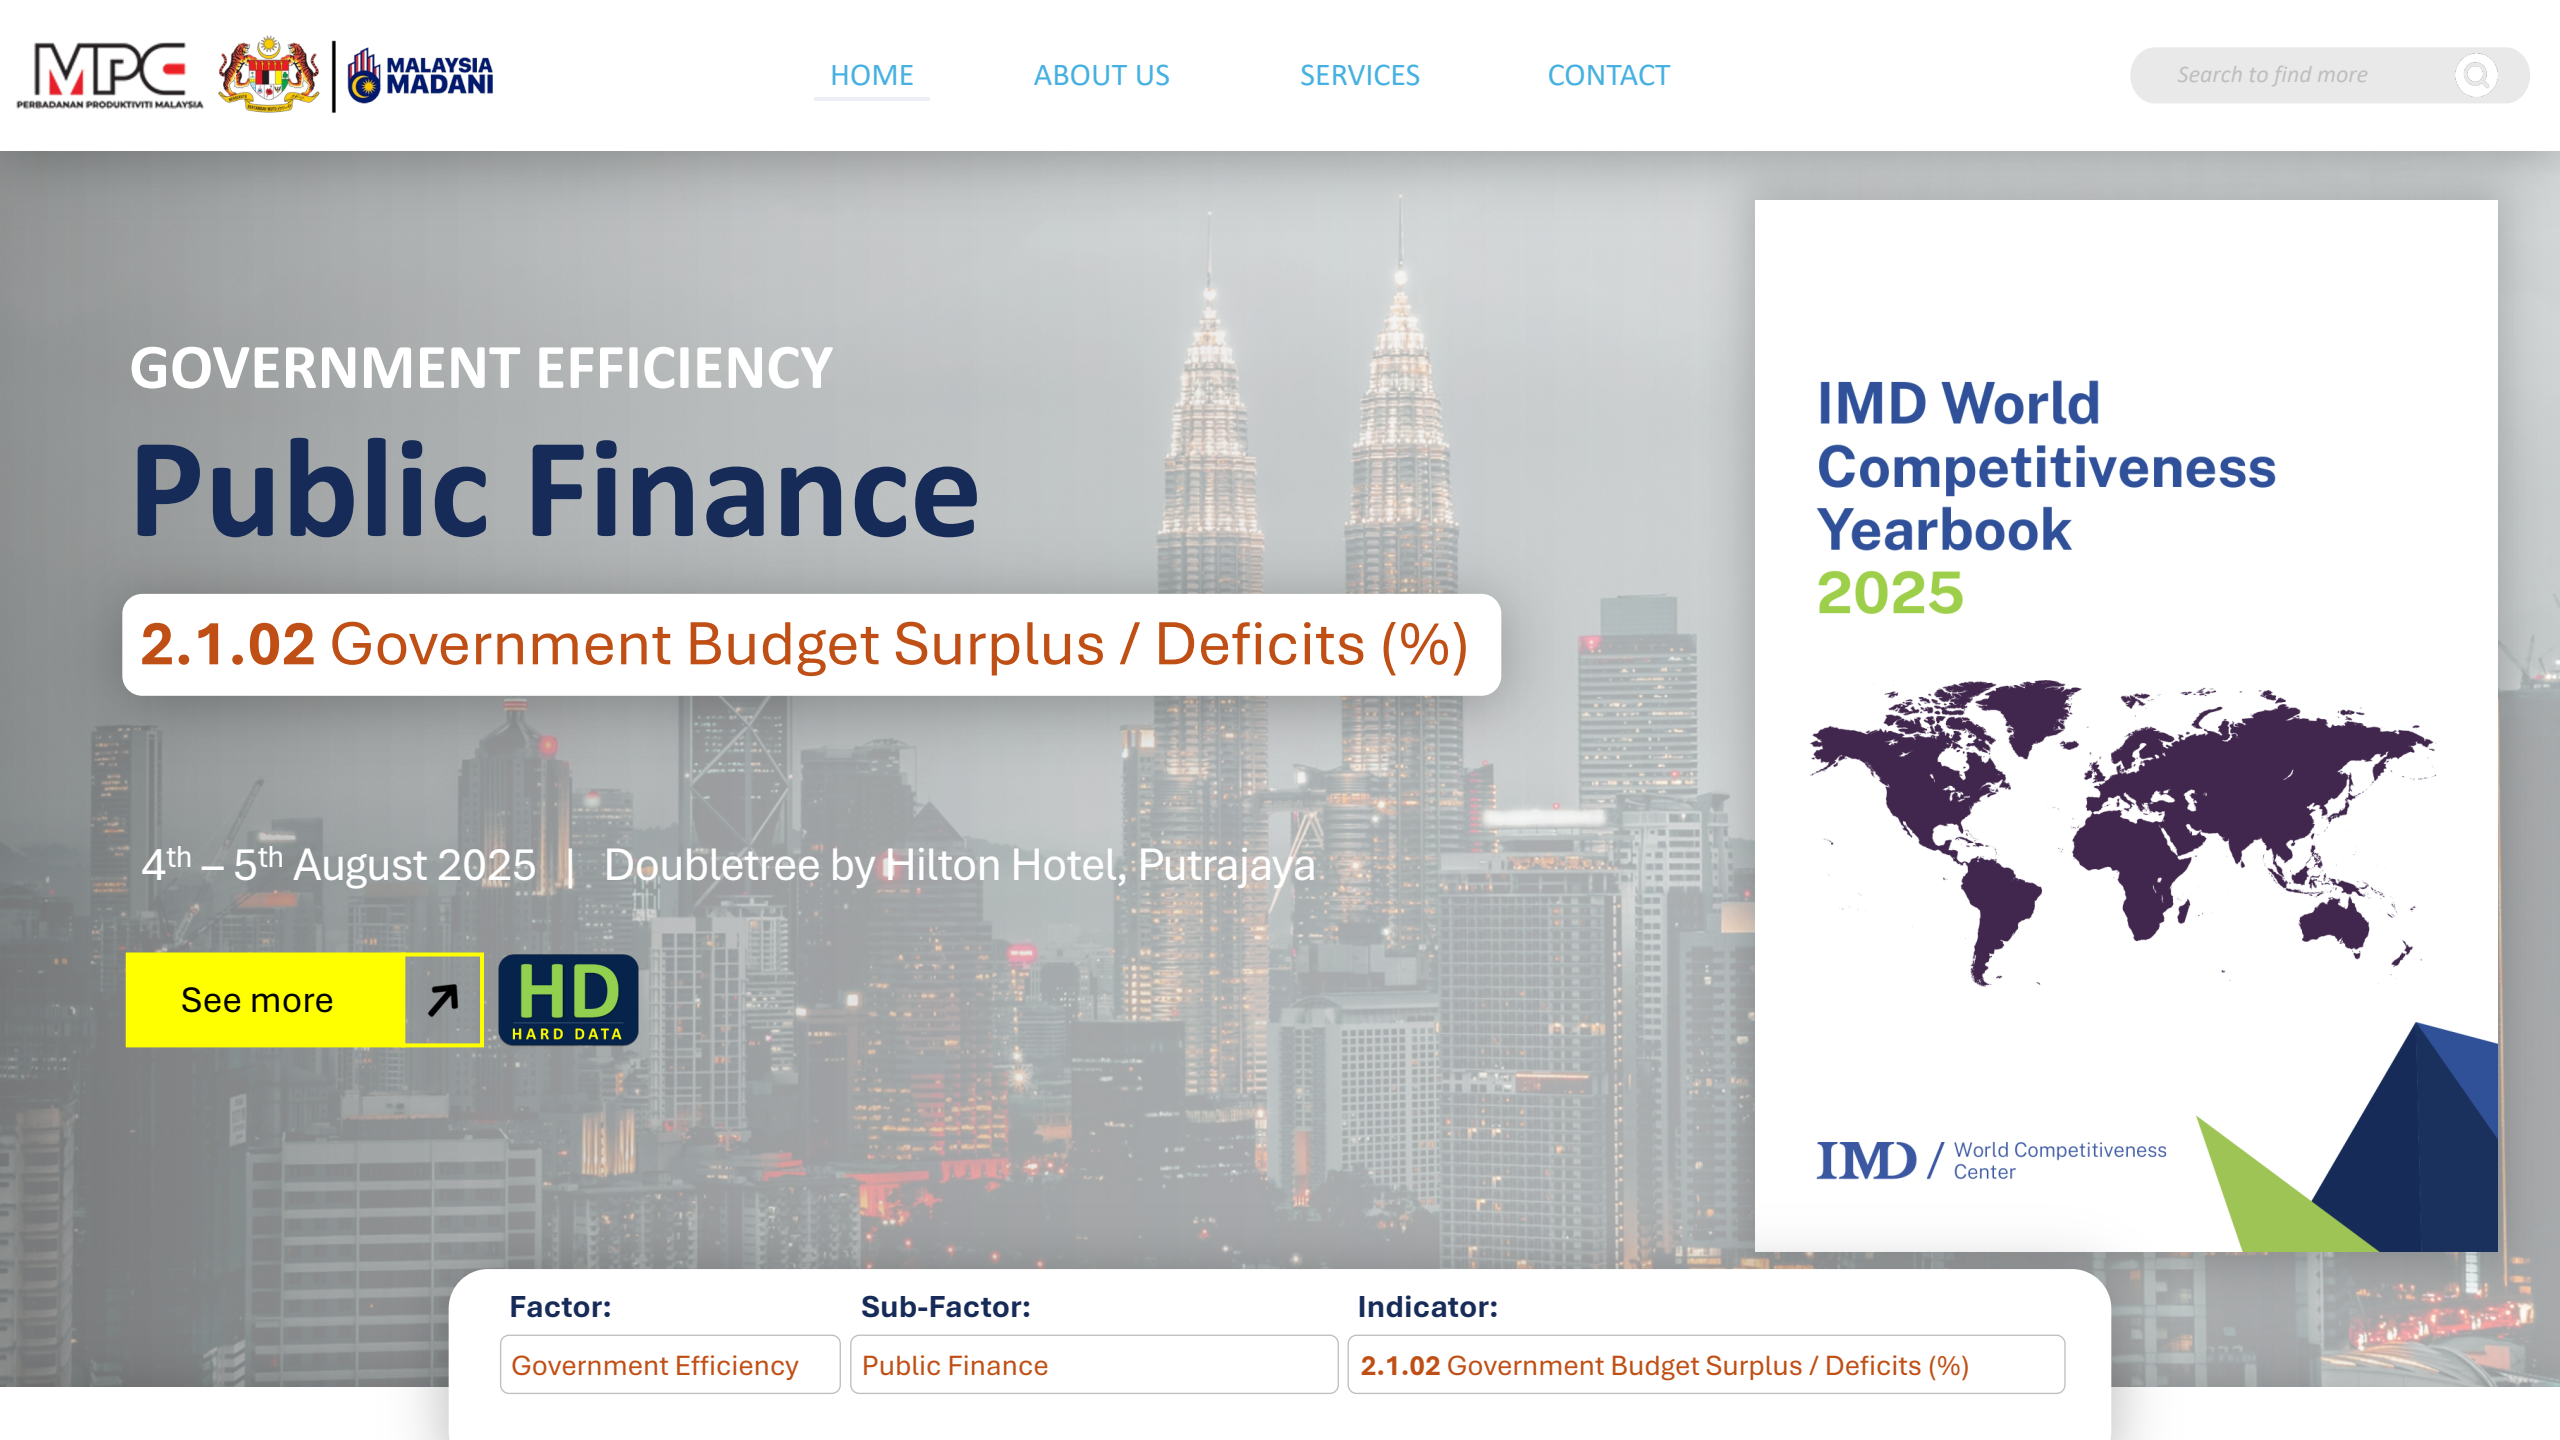 MPC
PERBADANAN PRODUKTIVITI MALAYSIA
MALAYSIA
MADANI
HOME
ABOUT US
SERVICES
CONTACT
Search to find more
GOVERNMENT EFFICIENCY
Public Finance
2.1.02 Government Budget Surplus / Deficits (%)
4th – 5th August 2025 | Doubletree by Hilton Hotel, Putrajaya
See more
HD
HARD DATA
IMD World
Competitiveness
Yearbook
2025
IMD / World Competitiveness
Center
Factor:
Sub-Factor:
Indicator:
Government Efficiency
Public Finance
2.1.02 Government Budget Surplus / Deficits (%)